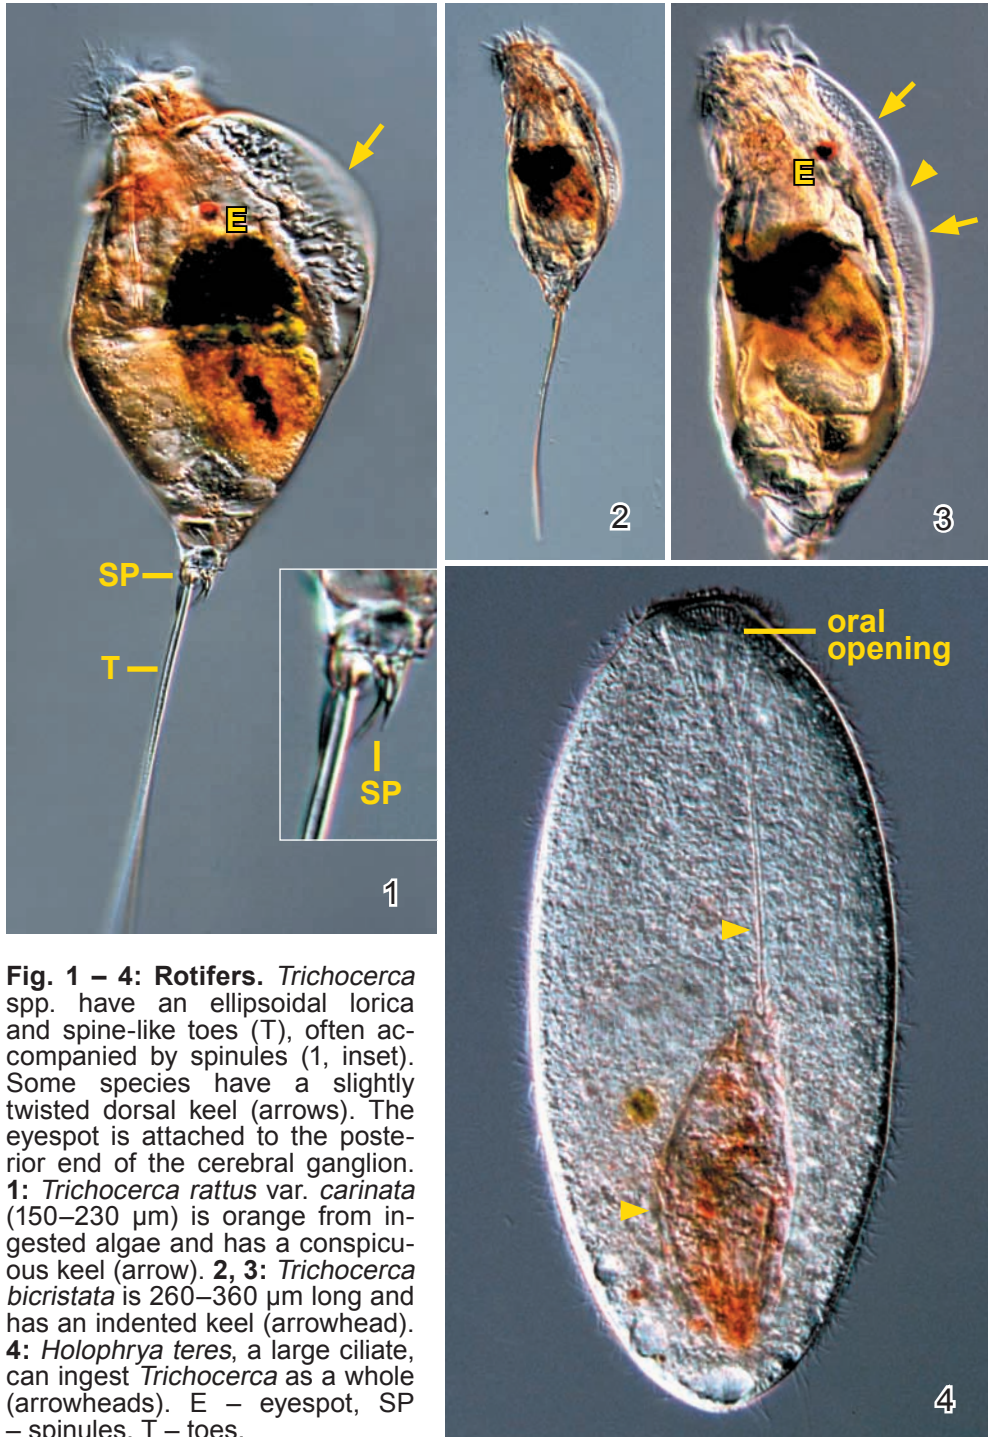 E
SP
T
SP
1
2
E
3
oral
opening
4
Fig. 1 – 4: Rotifers. Trichocerca
spp. have an ellipsoidal lorica
and spine-like toes (T), often ac-
companied by spinules (1, inset).
Some species have a slightly
twisted dorsal keel (arrows). The
eyespot is attached to the poste-
rior end of the cerebral ganglion.
1: Trichocerca rattus var. carinata
(150–230 µm) is orange from in-
gested algae and has a conspicu-
ous keel (arrow). 2, 3: Trichocerca
bicristata is 260–360 µm long and
has an indented keel (arrowhead).
4: Holophrya teres, a large ciliate,
can ingest Trichocerca as a whole
(arrowheads). E – eyespot, SP
– spinules, T – toes.